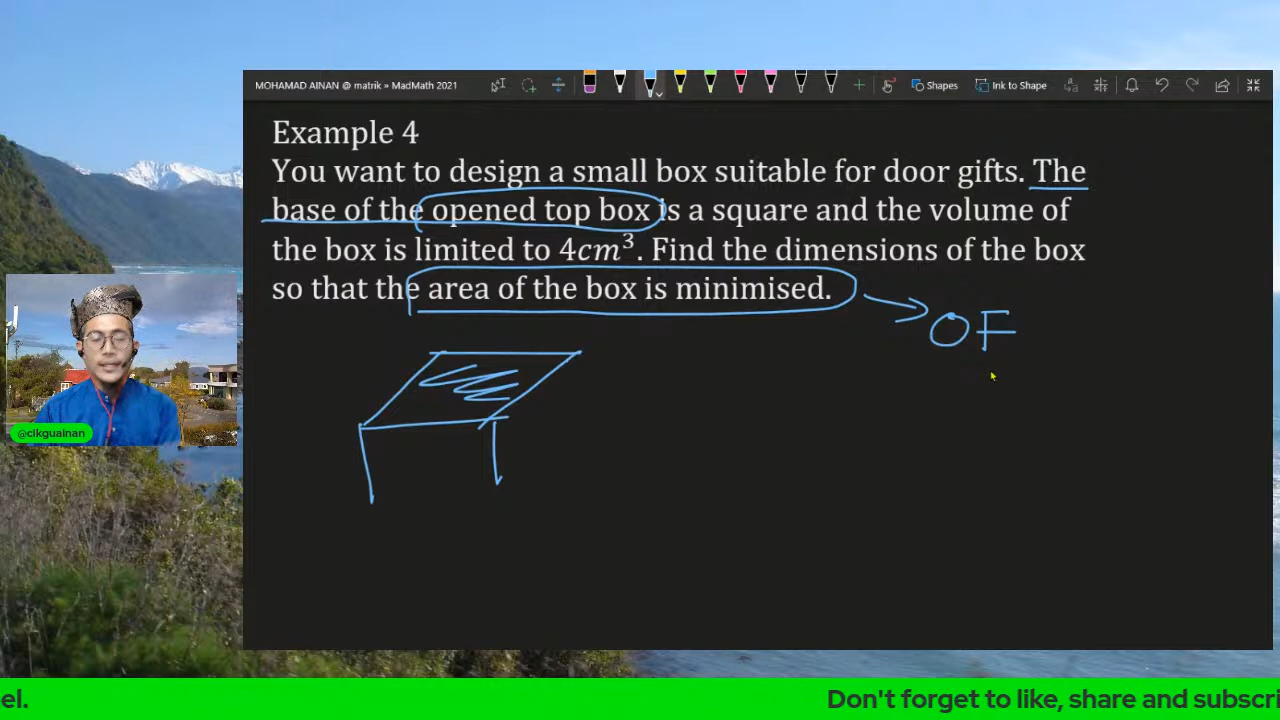 MOHAMAD AINAN @ matrik » MadMath 2021
Shapes
Ink to Shape
Example 4
You want to design a small box suitable for door gifts. The
base of the opened top box is a square and the volume of
the box is limited to 4cm³. Find the dimensions of the box
so that the area of the box is minimised.
OF
@cikguainan
el.
Don't forget to like, share and subscri